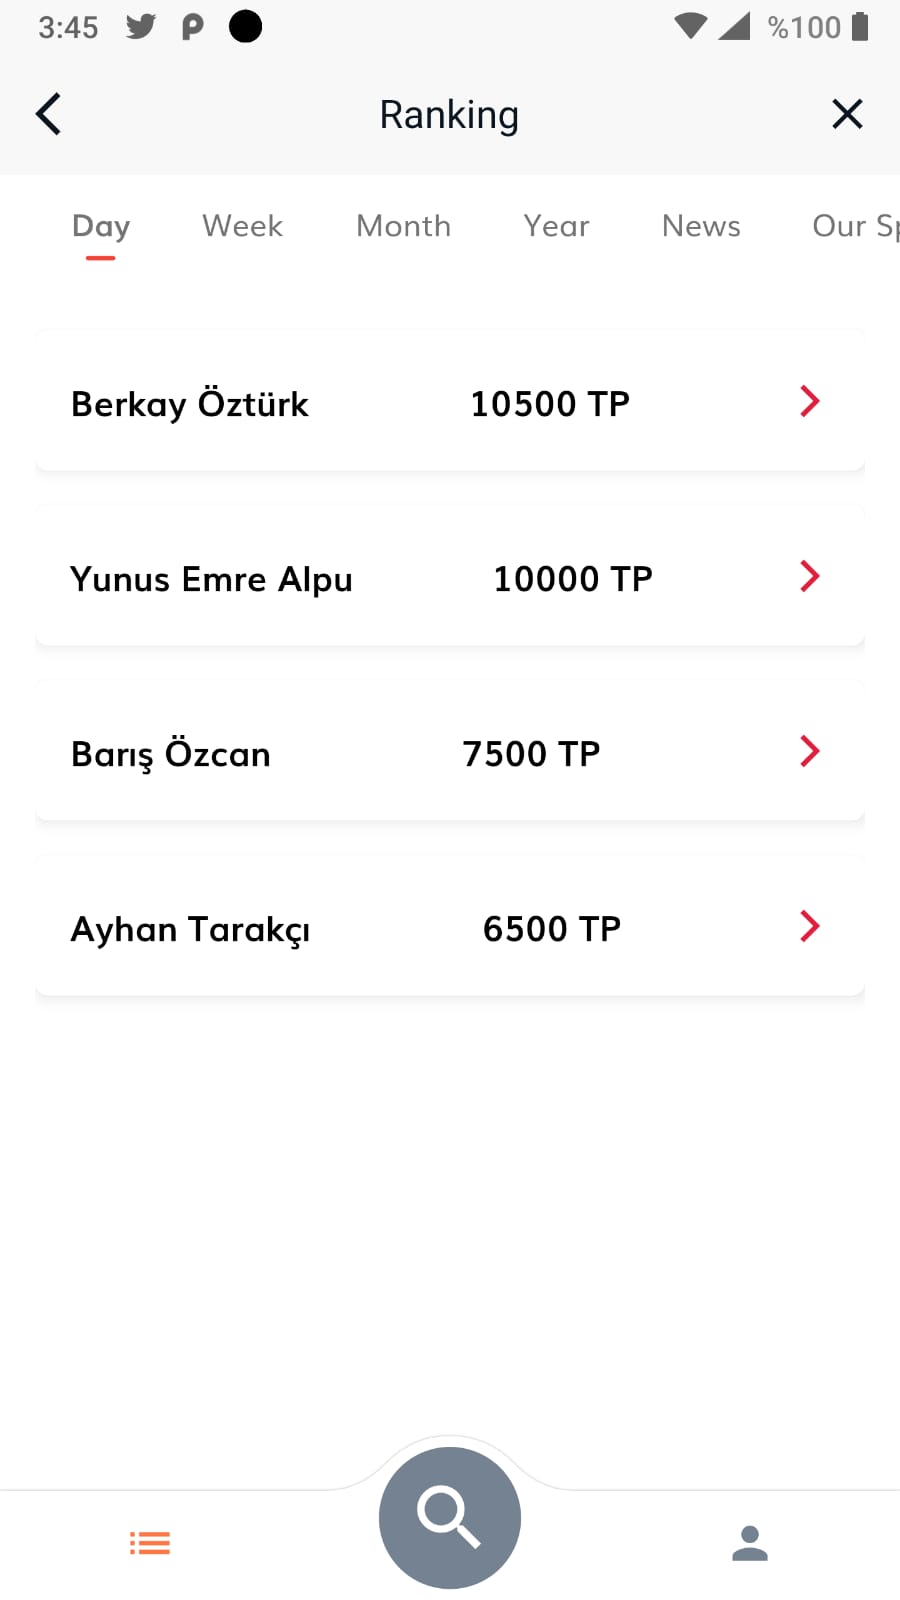 3:45 %100
Ranking
Day Week Month Year News Our Sp
Berkay Öztürk 10500 TP
Yunus Emre Alpu 10000 TP
Barış Özcan 7500 TP
Ayhan Tarakçı 6500 TP